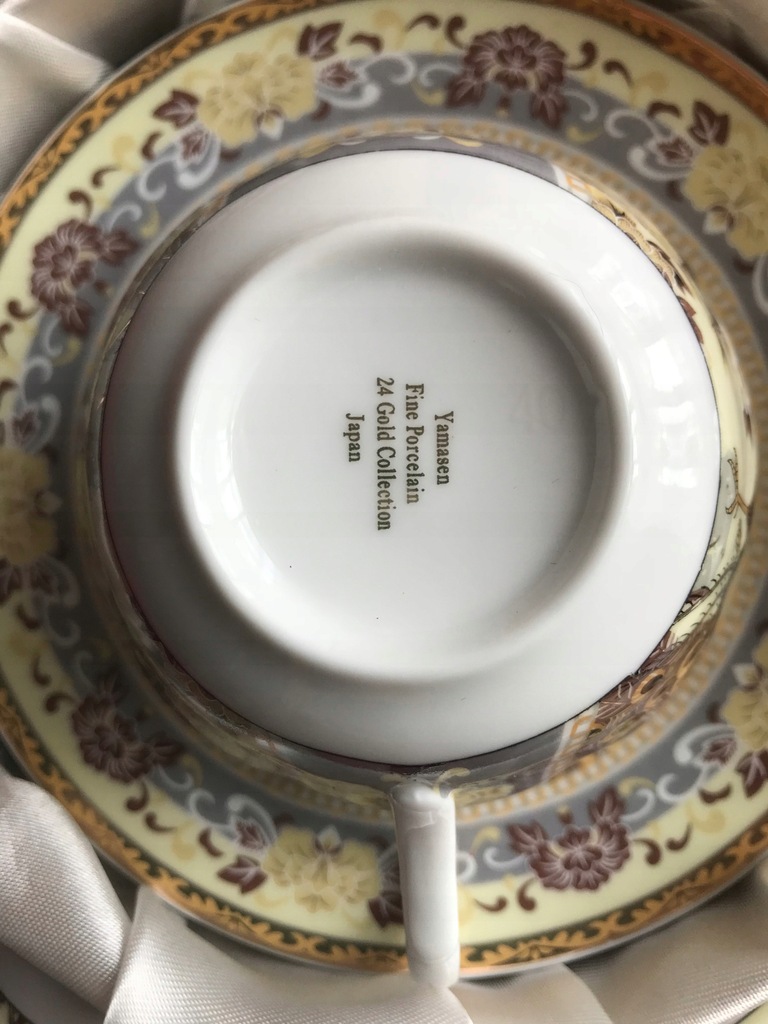 Yamasen
Fine Porcelain
24 Gold Collection
Japan